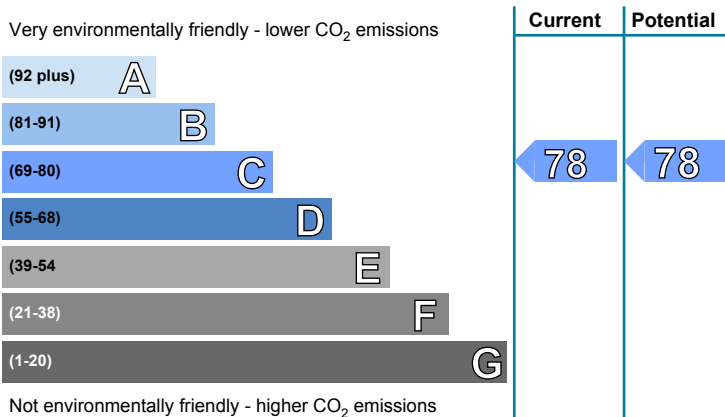 Very environmentally friendly - lower CO₂ emissions
Current
Potential
(92 plus) A
(81-91) B
(69-80) C
78
78
(55-68) D
(39-54 E
(21-38) F
(1-20) G
Not environmentally friendly - higher CO₂ emissions